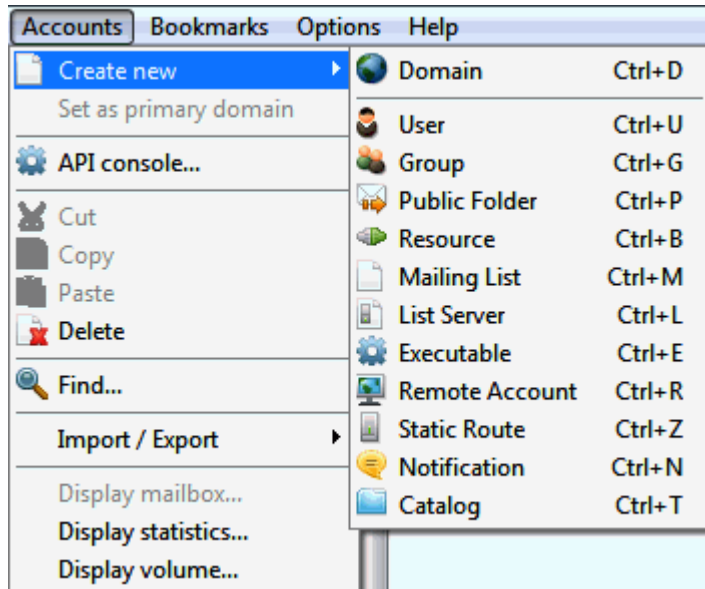 Accounts Bookmarks Options Help
Create new
Set as primary domain
API console...
Cut
Copy
Paste
Delete
Find...
Import / Export
Display mailbox...
Display statistics...
Display volume...
Domain Ctrl+D
User Ctrl+U
Group Ctrl+G
Public Folder Ctrl+P
Resource Ctrl+B
Mailing List Ctrl+M
List Server Ctrl+L
Executable Ctrl+E
Remote Account Ctrl+R
Static Route Ctrl+Z
Notification Ctrl+N
Catalog Ctrl+T